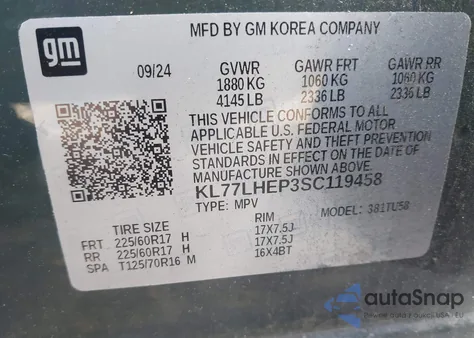 gm
MFD BY GM KOREA COMPANY
09/24
GVWR GAWR FRT GAWR RR
1880 KG 1060 KG 1060 KG
4145 LB 2336 LB 2336 LB
THIS VEHICLE CONFORMS TO ALL
APPLICABLE U.S. FEDERAL MOTOR
VEHICLE SAFETY AND THEFT PREVENTION
STANDARDS IN EFFECT ON THE DATE OF
MANUFACTURE SHOWN ABOVE.
KL77LHEP3SC119458
TYPE: MPV MODEL: 381TU58
TIRE SIZE RIM
FRT 225/60R17 H 17X7.5J
RR 225/60R17 H 17X7.5J
SPA T125/70R16 M 16X4BT
autoSnap